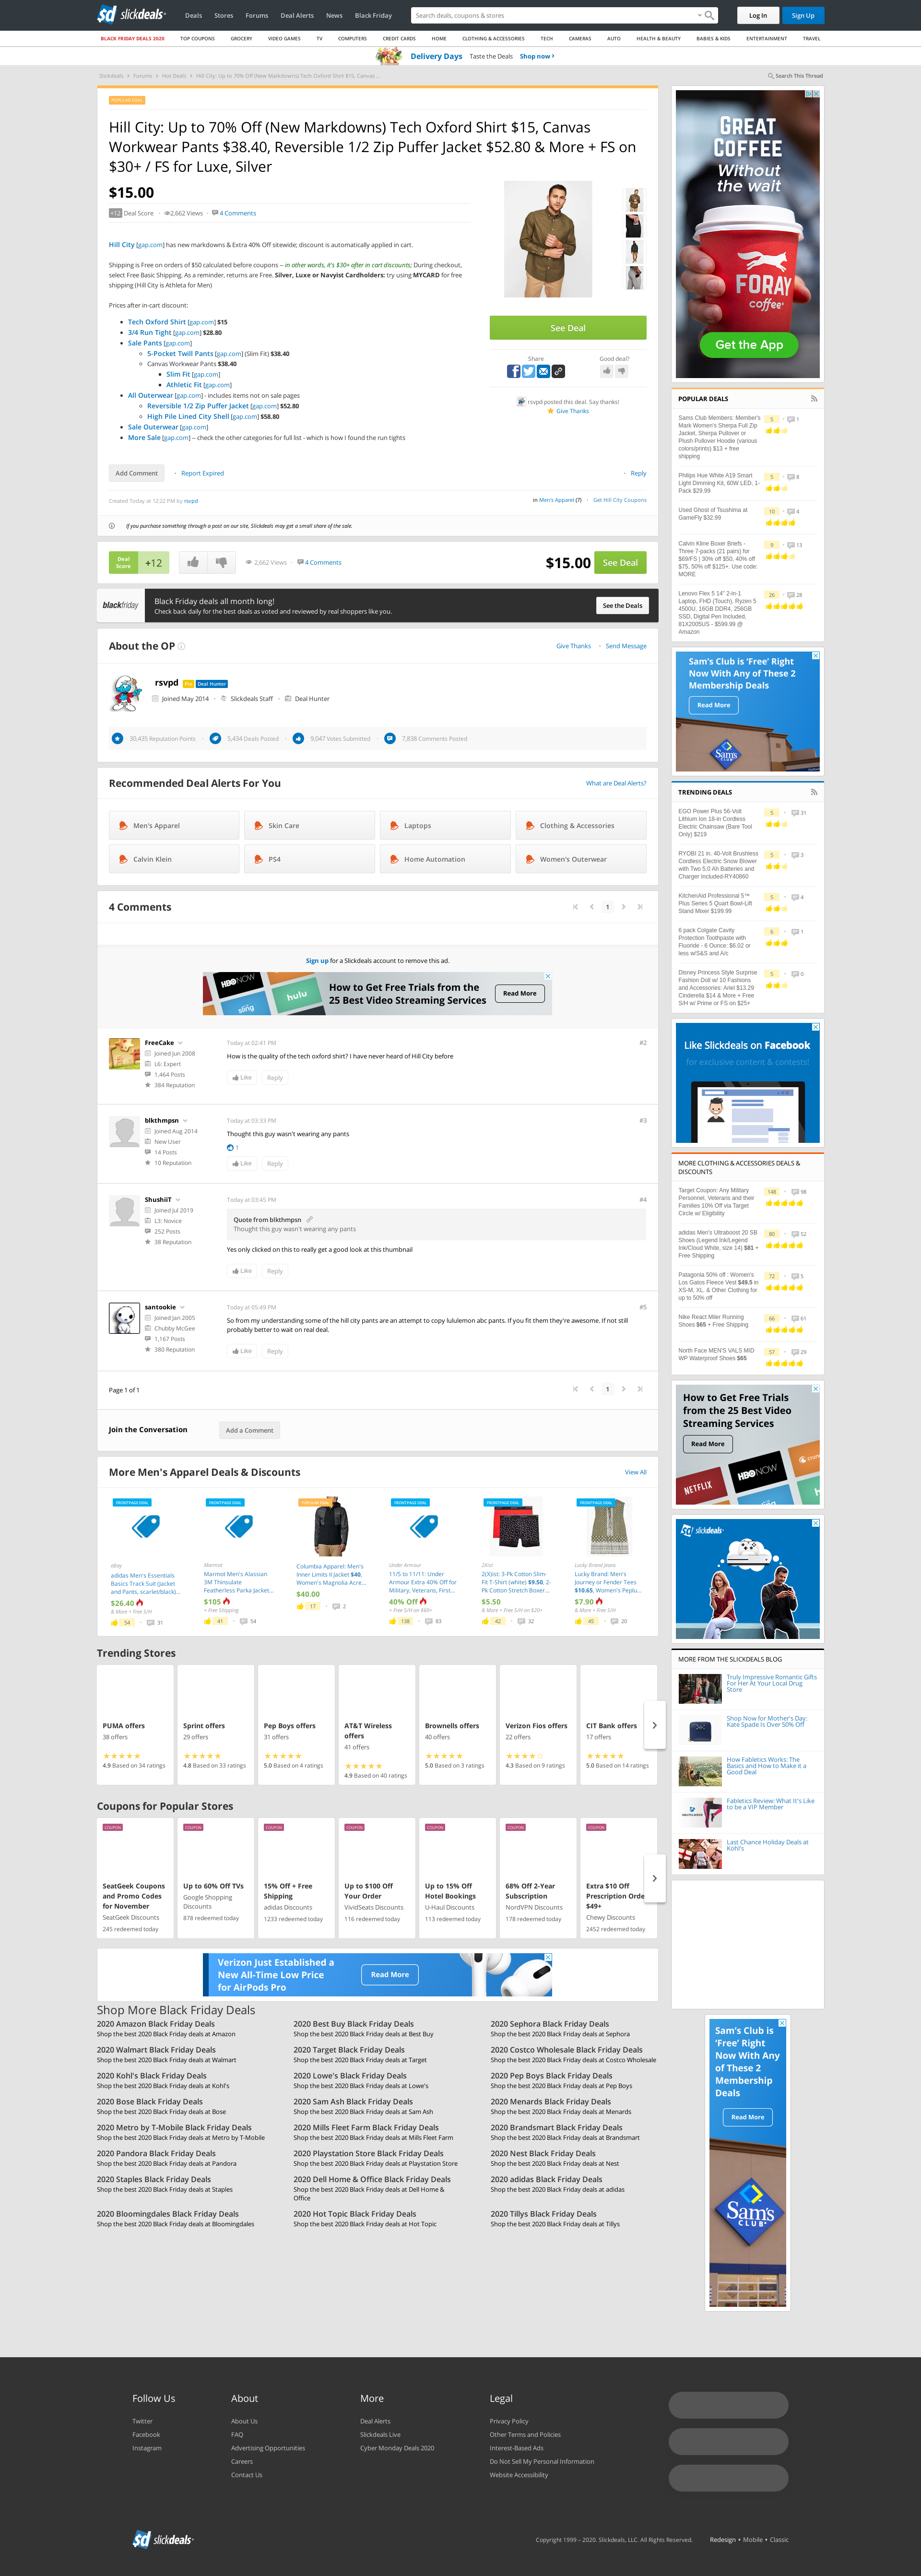 slickdeals
Deals Stores Forums Deal Alerts News Black Friday
Search deals, coupons & stores
Log In
Sign Up
BLACK FRIDAY DEALS 2020 TOP COUPONS GROCERY VIDEO GAMES TV COMPUTERS CREDIT CARDS HOME CLOTHING & ACCESSORIES TECH CAMERAS AUTO HEALTH & BEAUTY BABIES & KIDS ENTERTAINMENT TRAVEL
Delivery Days Taste the Deals Shop now
Slickdeals Forums Hot Deals Hill City: Up to 70% Off (New Markdowns) Tech Oxford Shirt $15, Canvas ...
Search This Thread
POPULAR DEAL
Hill City: Up to 70% Off (New Markdowns) Tech Oxford Shirt $15, Canvas
Workwear Pants $38.40, Reversible 1/2 Zip Puffer Jacket $52.80 & More + FS on
$30+ / FS for Luxe, Silver
$15.00
+12 Deal Score 2,662 Views 4 Comments
Hill City [gap.com] has new markdowns & Extra 40% Off sitewide; discount is automatically applied in cart.
Shipping is Free on orders of $50 calculated before coupons -- in other words, it's $30+ after in cart discounts; During checkout,
select Free Basic Shipping. As a reminder, returns are Free. Silver, Luxe or Navyist Cardholders: try using MYCARD for free
shipping (Hill City is Athleta for Men)
Prices after in-cart discount:
Tech Oxford Shirt [gap.com] $15
3/4 Run Tight [gap.com] $28.80
Sale Pants [gap.com]
5-Pocket Twill Pants [gap.com] (Slim Fit) $38.40
Canvas Workwear Pants $38.40
Slim Fit [gap.com]
Athletic Fit [gap.com]
All Outerwear [gap.com] - includes items not on sale pages
Reversible 1/2 Zip Puffer Jacket [gap.com] $52.80
High Pile Lined City Shell [gap.com] $58.80
Sale Outerwear [gap.com]
More Sale [gap.com] -- check the other categories for full list - which is how I found the run tights
See Deal
Share
Good deal?
rsvpd posted this deal. Say thanks!
Give Thanks
Add Comment Report Expired Reply
Created Today at 12:22 PM by rsvpd
in Men's Apparel (7) Get Hill City Coupons
If you purchase something through a post on our site, Slickdeals may get a small share of the sale.
Deal
Score
+12
2,662 Views 4 Comments
$15.00 See Deal
blackfriday
Black Friday deals all month long!
Check back daily for the best deals as voted and reviewed by real shoppers like you.
See the Deals
About the OP
Give Thanks Send Message
rsvpd Pro Deal Hunter
Joined May 2014 Slickdeals Staff Deal Hunter
30,435 Reputation Points 5,434 Deals Posted 9,047 Votes Submitted 7,838 Comments Posted
Recommended Deal Alerts For You
What are Deal Alerts?
Men's Apparel Skin Care Laptops Clothing & Accessories
Calvin Klein PS4 Home Automation Women's Outerwear
4 Comments
1
Sign up for a Slickdeals account to remove this ad.
HBO NOW
sling
hulu
How to Get Free Trials from the
25 Best Video Streaming Services
Read More
FreeCake
Joined Jun 2008
L6: Expert
1,464 Posts
384 Reputation
Today at 02:41 PM
#2
How is the quality of the tech oxford shirt? I have never heard of Hill City before
Like Reply
blkthmpsn
Joined Aug 2014
New User
14 Posts
10 Reputation
Today at 03:33 PM
#3
Thought this guy wasn't wearing any pants
1
Like Reply
ShushiiT
Joined Jul 2019
L3: Novice
252 Posts
38 Reputation
Today at 03:45 PM
#4
Quote from blkthmpsn
Thought this guy wasn't wearing any pants
Yes only clicked on this to really get a good look at this thumbnail
Like Reply
santookie
Joined Jan 2005
Chubby McGee
1,167 Posts
380 Reputation
Today at 05:49 PM
#5
So from my understanding some of the hill city pants are an attempt to copy lululemon abc pants. If you fit them they're awesome. If not still
probably better to wait on real deal.
Like Reply
Page 1 of 1
1
Join the Conversation
Add a Comment
More Men's Apparel Deals & Discounts
View All
FRONTPAGE DEAL
eBay
adidas Men's Essentials
Basics Track Suit (Jacket
and Pants, scarlet/black)...
$26.40
& More + Free S/H
54 31
FRONTPAGE DEAL
Marmot
Marmot Men's Alassian
3M Thinsulate
Featherless Parka Jacket...
$105
+ Free Shipping
41 54
POPULAR DEAL
Columbia Apparel: Men's
Inner Limits II Jacket $40,
Women's Magnolia Acre...
$40.00
17 2
FRONTPAGE DEAL
Under Armour
11/5 to 11/11: Under
Armour Extra 40% Off for
Military, Veterans, First...
40% Off
+ Free S/H on $60+
138 83
FRONTPAGE DEAL
2Xist
2(X)ist: 3-Pk Cotton Slim-
Fit T-Shirt (white) $9.50, 2-
Pk Cotton Stretch Boxer...
$5.50
& More + Free S/H on $20+
42 32
FRONTPAGE DEAL
Lucky Brand Jeans
Lucky Brand: Men's
Journey or Fender Tees
$10.65, Women's Peplu...
$7.90
& More + Free S/H
45 20
Trending Stores
PUMA offers
38 offers
4.9 Based on 34 ratings
Sprint offers
29 offers
4.8 Based on 33 ratings
Pep Boys offers
31 offers
5.0 Based on 4 ratings
AT&T Wireless
offers
41 offers
4.9 Based on 40 ratings
Brownells offers
40 offers
5.0 Based on 3 ratings
Verizon Fios offers
22 offers
4.3 Based on 9 ratings
CIT Bank offers
17 offers
5.0 Based on 14 ratings
Coupons for Popular Stores
COUPON
SeatGeek Coupons
and Promo Codes
for November
SeatGeek Discounts
245 redeemed today
COUPON
Up to 60% Off TVs
Google Shopping
Discounts
878 redeemed today
COUPON
15% Off + Free
Shipping
adidas Discounts
1233 redeemed today
COUPON
Up to $100 Off
Your Order
VividSeats Discounts
116 redeemed today
COUPON
Up to 15% Off
Hotel Bookings
U-Haul Discounts
113 redeemed today
COUPON
68% Off 2-Year
Subscription
NordVPN Discounts
178 redeemed today
COUPON
Extra $10 Off
Prescription Orde
$49+
Chewy Discounts
2452 redeemed today
Verizon Just Established a
New All-Time Low Price
for AirPods Pro
Read More
Shop More Black Friday Deals
2020 Amazon Black Friday Deals
Shop the best 2020 Black Friday deals at Amazon
2020 Best Buy Black Friday Deals
Shop the best 2020 Black Friday deals at Best Buy
2020 Sephora Black Friday Deals
Shop the best 2020 Black Friday deals at Sephora
2020 Walmart Black Friday Deals
Shop the best 2020 Black Friday deals at Walmart
2020 Target Black Friday Deals
Shop the best 2020 Black Friday deals at Target
2020 Costco Wholesale Black Friday Deals
Shop the best 2020 Black Friday deals at Costco Wholesale
2020 Kohl's Black Friday Deals
Shop the best 2020 Black Friday deals at Kohl's
2020 Lowe's Black Friday Deals
Shop the best 2020 Black Friday deals at Lowe's
2020 Pep Boys Black Friday Deals
Shop the best 2020 Black Friday deals at Pep Boys
2020 Bose Black Friday Deals
Shop the best 2020 Black Friday deals at Bose
2020 Sam Ash Black Friday Deals
Shop the best 2020 Black Friday deals at Sam Ash
2020 Menards Black Friday Deals
Shop the best 2020 Black Friday deals at Menards
2020 Metro by T-Mobile Black Friday Deals
Shop the best 2020 Black Friday deals at Metro by T-Mobile
2020 Mills Fleet Farm Black Friday Deals
Shop the best 2020 Black Friday deals at Mills Fleet Farm
2020 Brandsmart Black Friday Deals
Shop the best 2020 Black Friday deals at Brandsmart
2020 Pandora Black Friday Deals
Shop the best 2020 Black Friday deals at Pandora
2020 Playstation Store Black Friday Deals
Shop the best 2020 Black Friday deals at Playstation Store
2020 Nest Black Friday Deals
Shop the best 2020 Black Friday deals at Nest
2020 Staples Black Friday Deals
Shop the best 2020 Black Friday deals at Staples
2020 Dell Home & Office Black Friday Deals
Shop the best 2020 Black Friday deals at Dell Home &
Office
2020 adidas Black Friday Deals
Shop the best 2020 Black Friday deals at adidas
2020 Bloomingdales Black Friday Deals
Shop the best 2020 Black Friday deals at Bloomingdales
2020 Hot Topic Black Friday Deals
Shop the best 2020 Black Friday deals at Hot Topic
2020 Tillys Black Friday Deals
Shop the best 2020 Black Friday deals at Tillys
GREAT
COFFEE
Without
the wait
FORAY
coffee
Get the App
POPULAR DEALS
Sams Club Members: Member's
Mark Women's Sherpa Full Zip
Jacket, Sherpa Pullover or
Plush Pullover Hoodie (various
colors/prints) $13 + free
shipping
5 1
Philips Hue White A19 Smart
Light Dimming Kit, 60W LED, 1-
Pack $29.99
5 8
Used Ghost of Tsushima at
GameFly $32.99
10 4
Calvin Kline Boxer Briefs -
Three 7-packs (21 pairs) for
$69/FS | 30% off $50, 40% off
$75, 50% off $125+. Use code:
MORE
9 13
Lenovo Flex 5 14" 2-in-1
Laptop, FHD (Touch), Ryzen 5
4500U, 16GB DDR4, 256GB
SSD, Digital Pen Included,
81X2005US - $599.99 @
Amazon
26 28
Sam's Club is 'Free' Right
Now With Any of These 2
Membership Deals
Read More
Sam's
TRENDING DEALS
EGO Power Plus 56-Volt
Lithium Ion 18-in Cordless
Electric Chainsaw (Bare Tool
Only) $219
5 31
RYOBI 21 in. 40-Volt Brushless
Cordless Electric Snow Blower
with Two 5.0 Ah Batteries and
Charger Included-RY40860
5 3
KitchenAid Professional 5™
Plus Series 5 Quart Bowl-Lift
Stand Mixer $199.99
5 4
6 pack Colgate Cavity
Protection Toothpaste with
Fluoride - 6 Ounce: $6.02 or
less w/S&S and A/c
6 1
Disney Princess Style Surprise
Fashion Doll w/ 10 Fashions
and Accessories: Ariel $13.29
Cinderella $14 & More + Free
S/H w/ Prime or FS on $25+
5 0
Like Slickdeals on Facebook
for exclusive content & contests!
MORE CLOTHING & ACCESSORIES DEALS &
DISCOUNTS
Target Coupon: Any Military
Personnel, Veterans and their
Families 10% Off via Target
Circle w/ Eligibility
148 98
adidas Men's Ultraboost 20 SB
Shoes (Legend Ink/Legend
Ink/Cloud White, size 14) $81 +
Free Shipping
80 52
Patagonia 50% off : Women's
Los Gatos Fleece Vest $49.5 in
XS-M, XL. & Other Clothing for
up to 50% off
72 5
Nike React Miler Running
Shoes $65 + Free Shipping
66 61
North Face MEN'S VALS MID
WP Waterproof Shoes $65
57 29
How to Get Free Trials
from the 25 Best Video
Streaming Services
Read More
NETFLIX
HBO NOW
slickdeals
MORE FROM THE SLICKDEALS BLOG
Truly Impressive Romantic Gifts
For Her At Your Local Drug
Store
Shop Now for Mother's Day:
Kate Spade Is Over 50% Off
How Fabletics Works: The
Basics and How to Make it a
Good Deal
Fabletics Review: What It's Like
to be a VIP Member
Last Chance Holiday Deals at
Kohl's
Sam's Club is
'Free' Right
Now With Any
of These 2
Membership
Deals
Read More
Sam's
CLUB
Follow Us
Twitter
Facebook
Instagram
About
About Us
FAQ
Advertising Opportunities
Careers
Contact Us
More
Deal Alerts
Slickdeals Live
Cyber Monday Deals 2020
Legal
Privacy Policy
Other Terms and Policies
Interest-Based Ads
Do Not Sell My Personal Information
Website Accessibility
slickdeals
Copyright 1999 – 2020. Slickdeals, LLC. All Rights Reserved. Redesign • Mobile • Classic